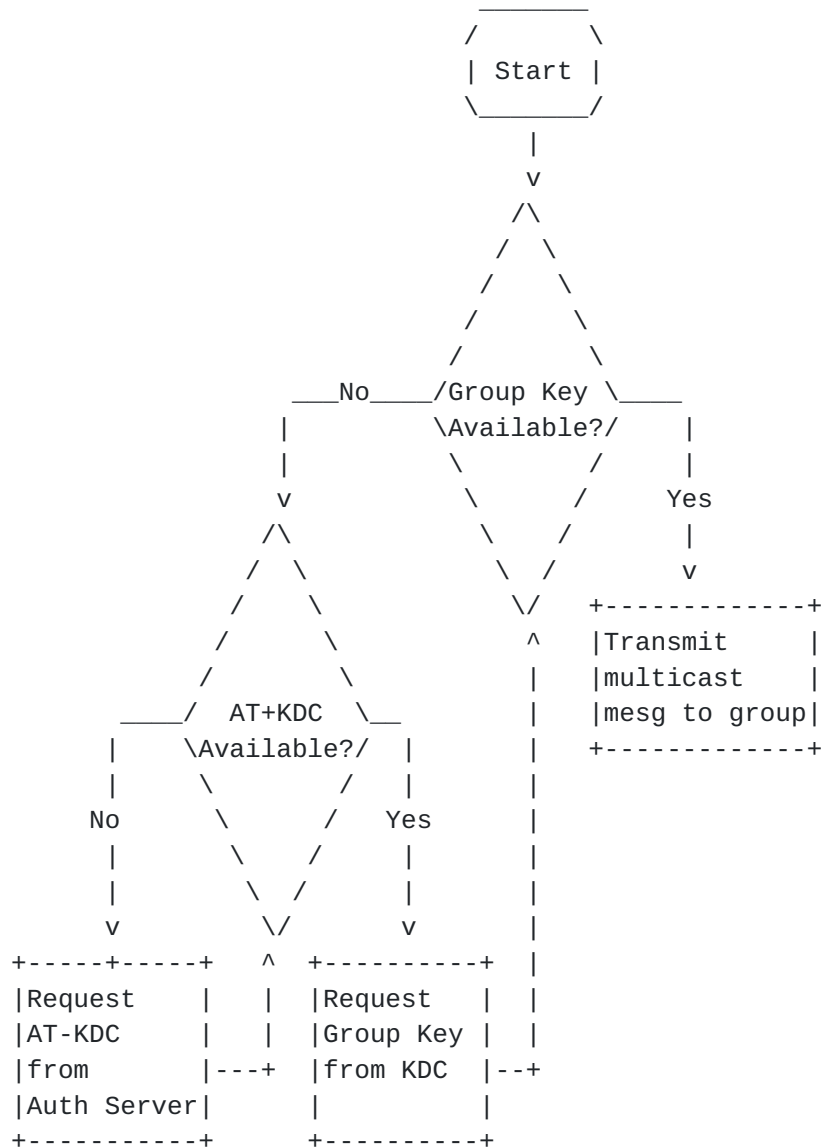 Start
No
Group Key
Available?
Yes
Transmit
multicast
mesg to group
AT+KDC
Available?
No
Yes
Request
AT-KDC
from
Auth Server
Request
Group Key
from KDC